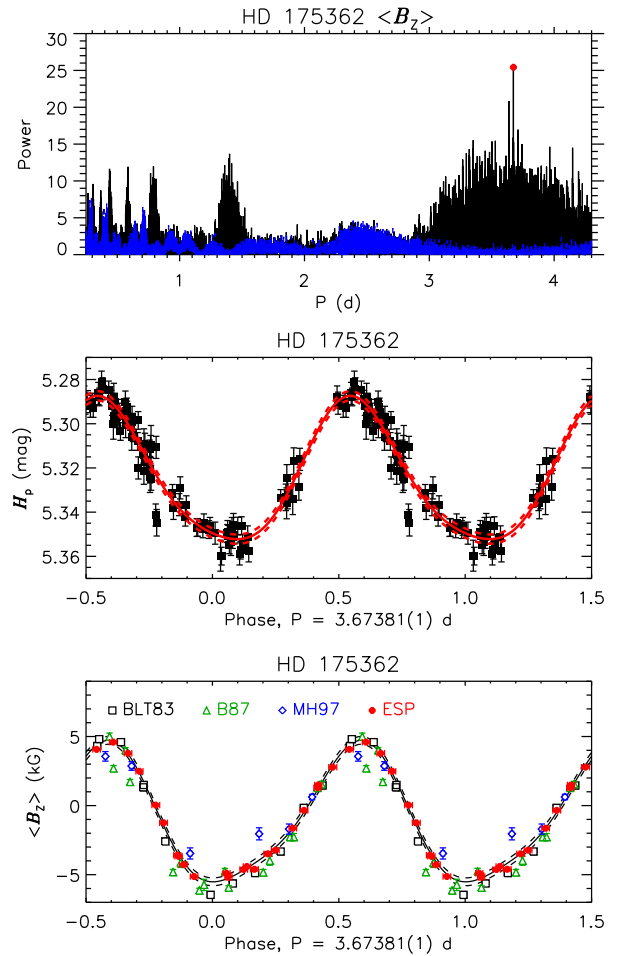 HD 175362 <B_Z>
30
25
20
15
10
5
0
Power
1 2 3 4
P (d)
HD 175362
5.28
5.30
5.32
5.34
5.36
H_p (mag)
-0.5 0.0 0.5 1.0 1.5
Phase, P = 3.67381(1) d
HD 175362
BLT83 B87 MH97 ESP
5
0
-5
<B_Z> (kG)
-0.5 0.0 0.5 1.0 1.5
Phase, P = 3.67381(1) d